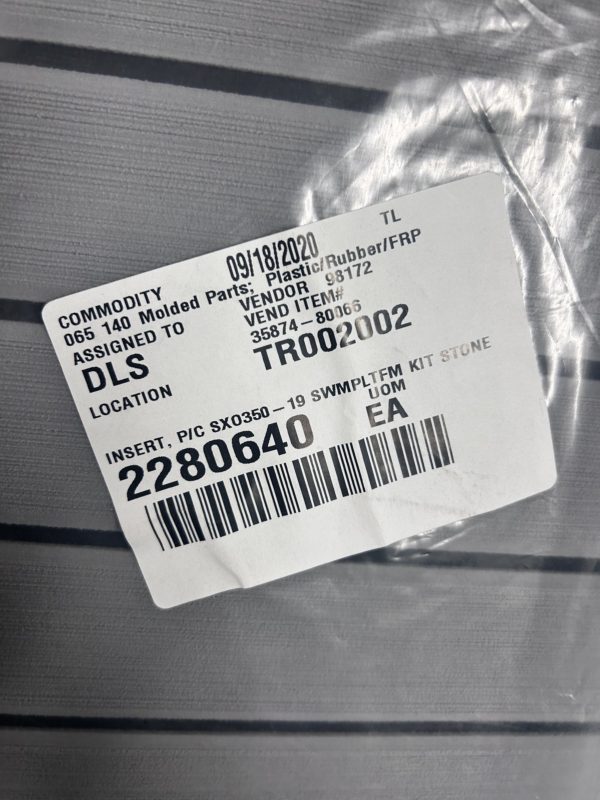 TL
09/18/2020
COMMODITY
065 140 Molded Parts; Plastic/Rubber/FRP
ASSIGNED TO
VENDOR 98172
DLS
VEND ITEM#
35874-80066
LOCATION
TR002002
INSERT, P/C SXO350-19 SWMPLTFM KIT STONE
2280640
UOM
EA